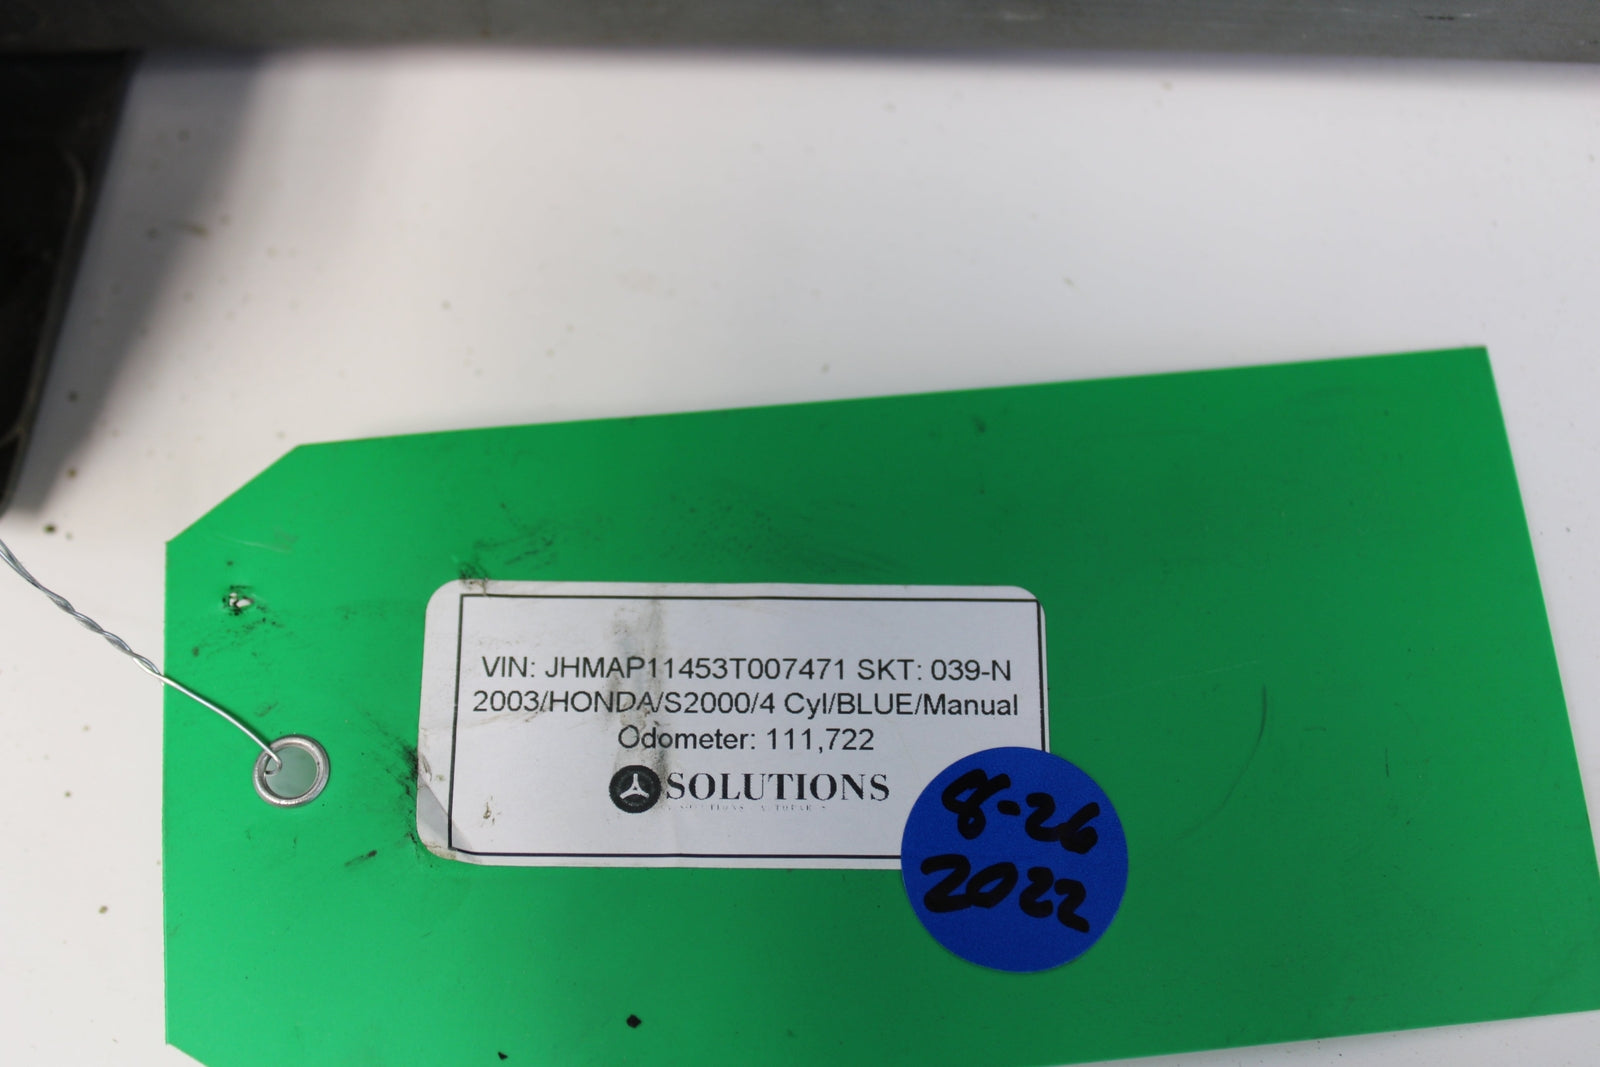 VIN: JHMAP11453T007471 SKT: 039-N
2003/HONDA/S2000/4 Cyl/BLUE/Manual
Odometer: 111,722
SOLUTIONS
8-26
2022